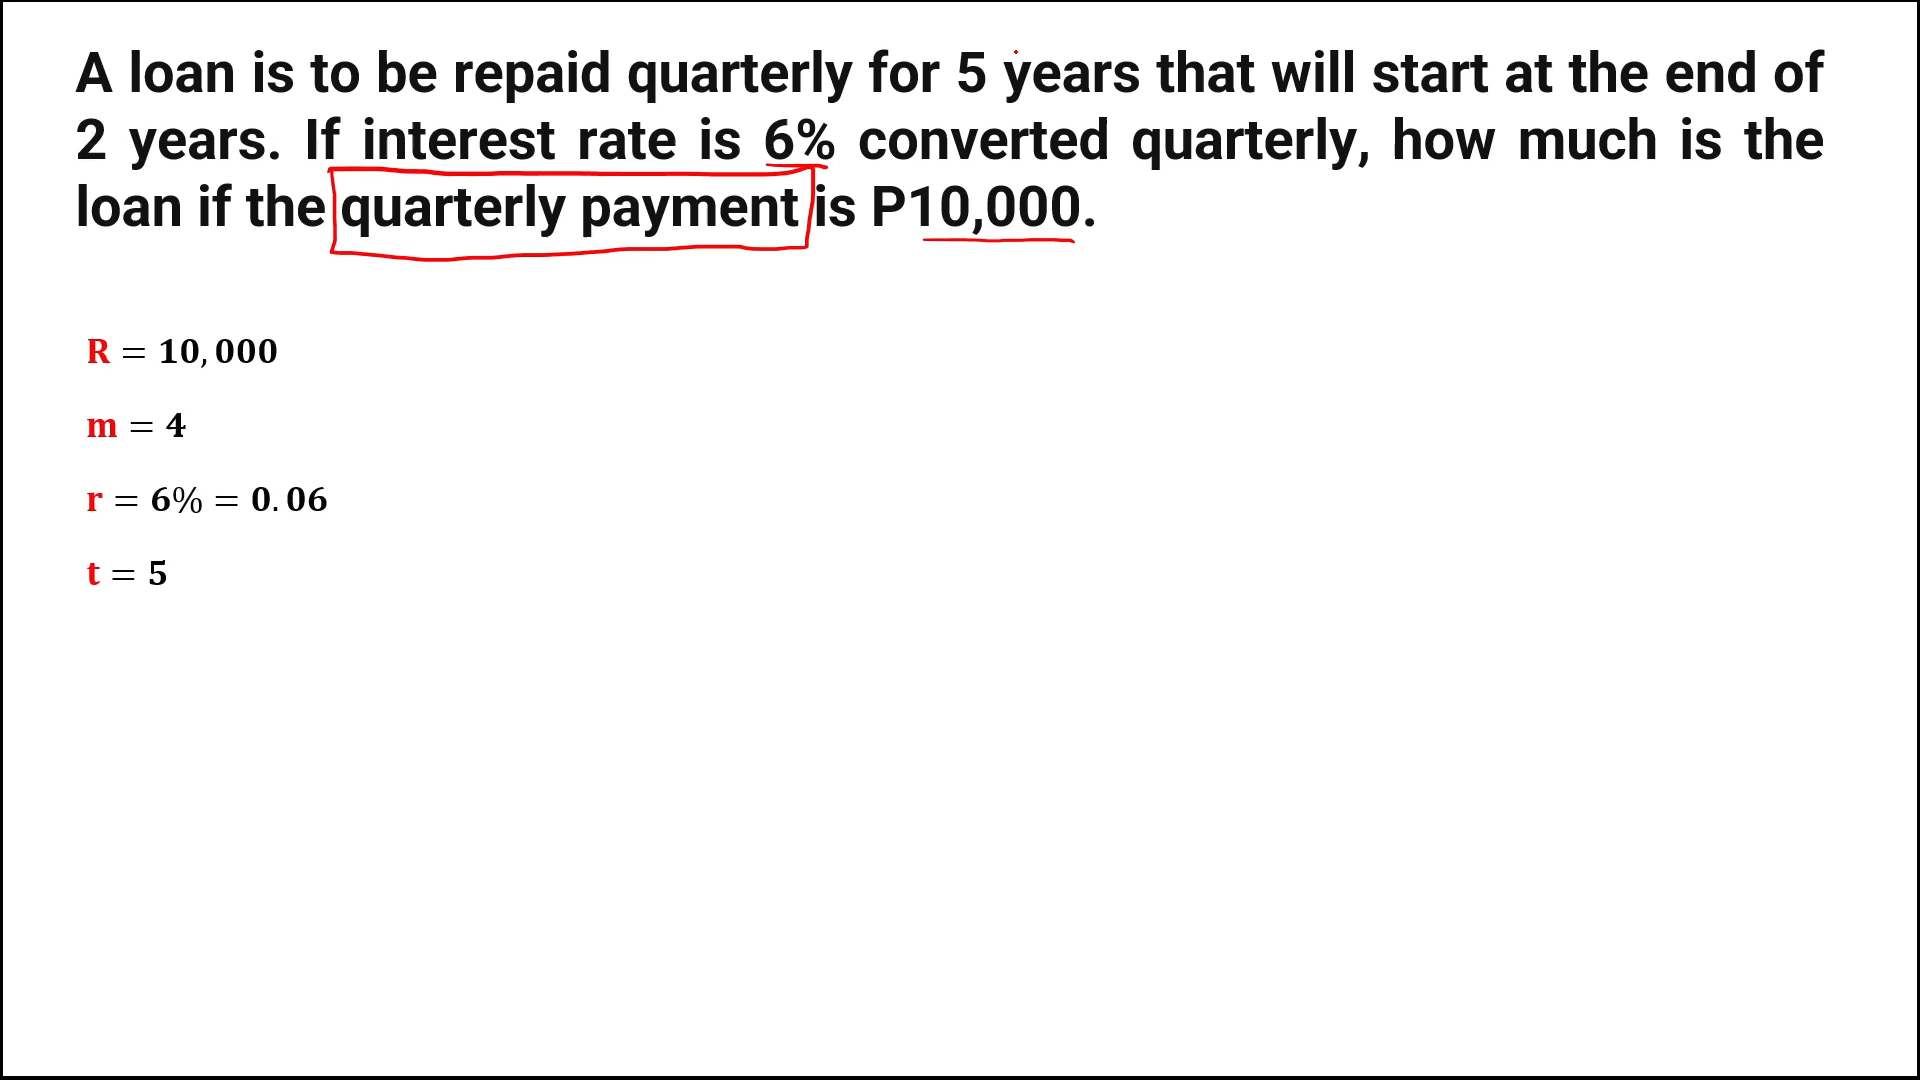 A loan is to be repaid quarterly for 5 years that will start at the end of
2 years. If interest rate is 6% converted quarterly, how much is the
loan if the quarterly payment is P10,000.
R = 10,000
m = 4
r = 6% = 0.06
t = 5